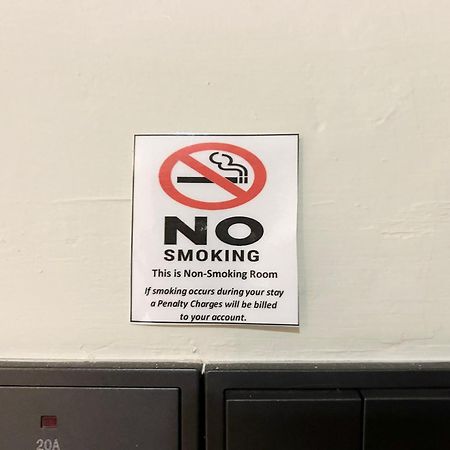 NO
SMOKING
This is Non-Smoking Room
If smoking occurs during your stay
a Penalty Charges will be billed
to your account.
20A